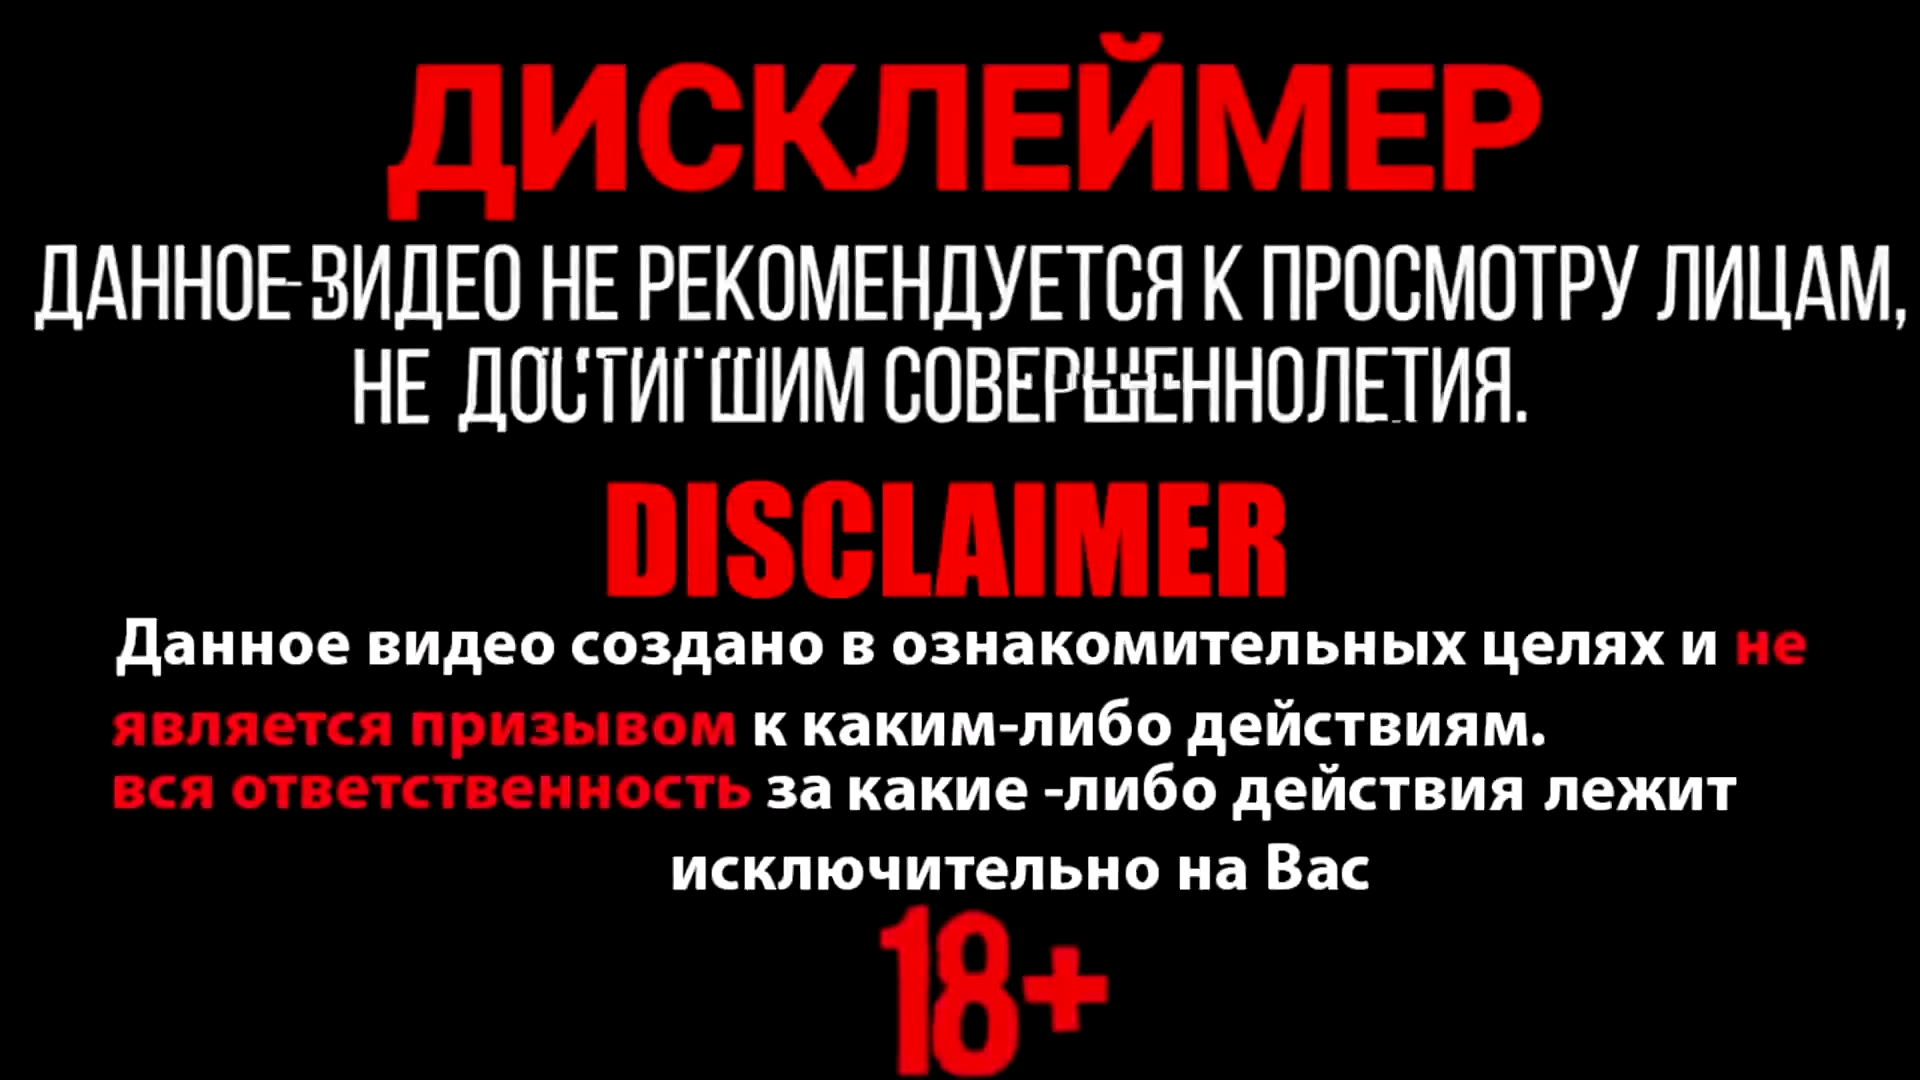 ДИСКЛЕЙМЕР
ДАННОЕ ВИДЕО НЕ РЕКОМЕНДУЕТСЯ К ПРОСМОТРУ ЛИЦАМ,
НЕ ДОСТИГШИМ СОВЕРШЕННОЛЕТИЯ.
DISCLAIMER
Данное видео создано в ознакомительных целях и не
является призывом к каким-либо действиям.
вся ответственность за какие -либо действия лежит
исключительно на Вас
18+